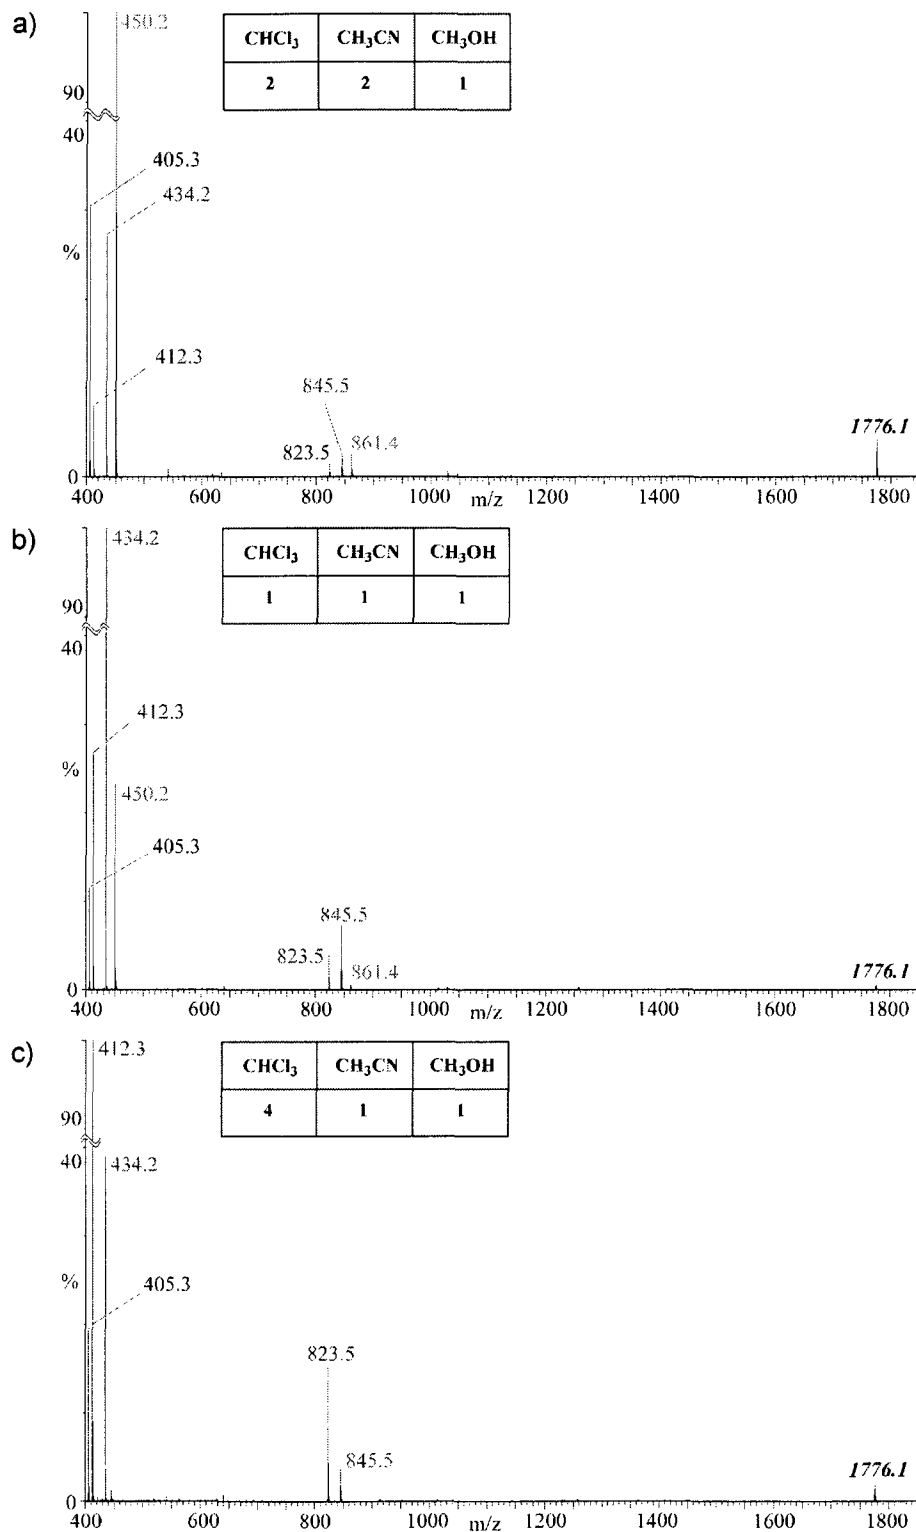 a)
450.2
CHCl3 CH3CN CH3OH
2 2 1
90
40
405.3
434.2
%
412.3
845.5
823.5
861.4
1776.1
0
400 600 800 1000 m/z 1200 1400 1600 1800
b)
434.2
CHCl3 CH3CN CH3OH
1 1 1
90
40
412.3
%
450.2
405.3
845.5
823.5
861.4
1776.1
0
400 600 800 1000 m/z 1200 1400 1600 1800
c)
412.3
CHCl3 CH3CN CH3OH
4 1 1
90
40
434.2
%
405.3
823.5
845.5
1776.1
0
400 600 800 1000 m/z 1200 1400 1600 1800